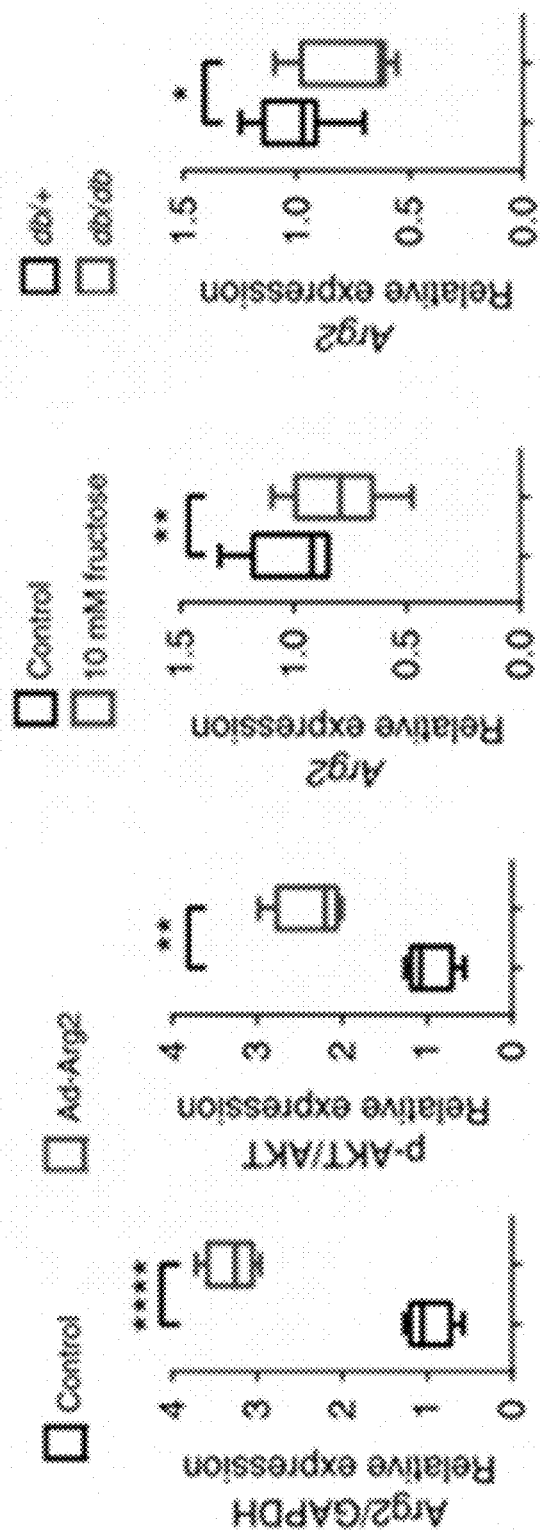 Control
Ad-Arg2
Arg2/GAPDH
Relative expression
4
3
2
1
0
****
p-AKT/AKT
Relative expression
4
3
2
1
0
**
Control
10 mM fructose
Arg2
Relative expression
1.5
1.0
0.5
0.0
**
db/+
db/db
Arg2
Relative expression
1.5
1.0
0.5
0.0
*